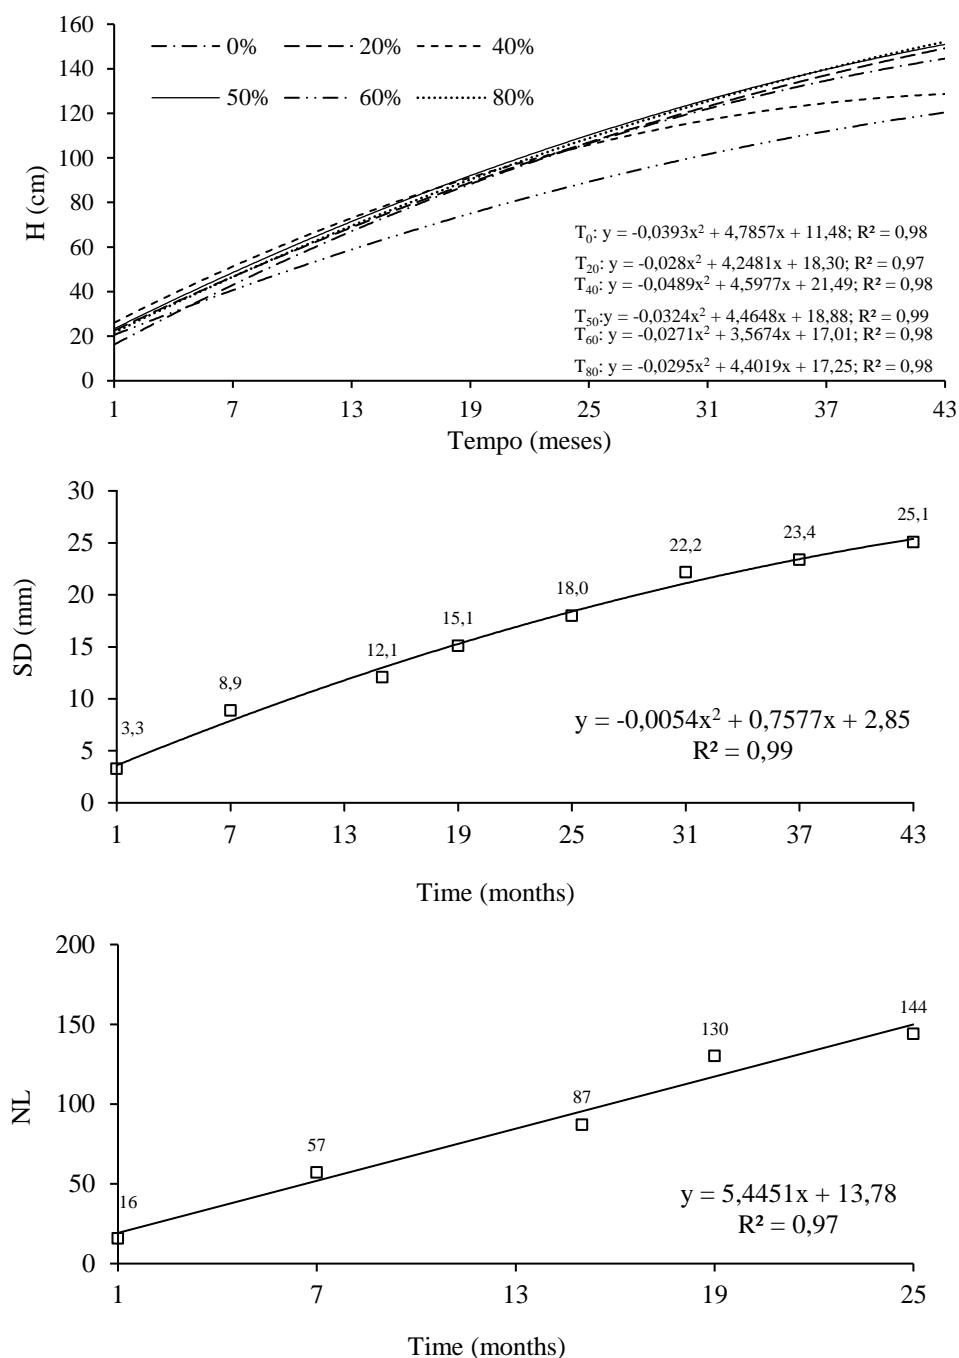 160
140
120
100
80
60
40
20
0
H (cm)
0% 20% 40%
50% 60% 80%
T0: y = -0,0393x² + 4,7857x + 11,48; R² = 0,98
T20: y = -0,028x² + 4,2481x + 18,30; R² = 0,97
T40: y = -0,0489x² + 4,5977x + 21,49; R² = 0,98
T50:y = -0,0324x² + 4,4648x + 18,88; R² = 0,99
T60: y = -0,0271x² + 3,5674x + 17,01; R² = 0,98
T80: y = -0,0295x² + 4,4019x + 17,25; R² = 0,98
1 7 13 19 25 31 37 43
Tempo (meses)
30
25
20
15
10
5
0
SD (mm)
3,3 8,9 12,1 15,1 18,0 22,2 23,4 25,1
y = -0,0054x² + 0,7577x + 2,85
R² = 0,99
1 7 13 19 25 31 37 43
Time (months)
200
150
100
50
0
NL
16 57 87 130 144
y = 5,4451x + 13,78
R² = 0,97
1 7 13 19 25
Time (months)